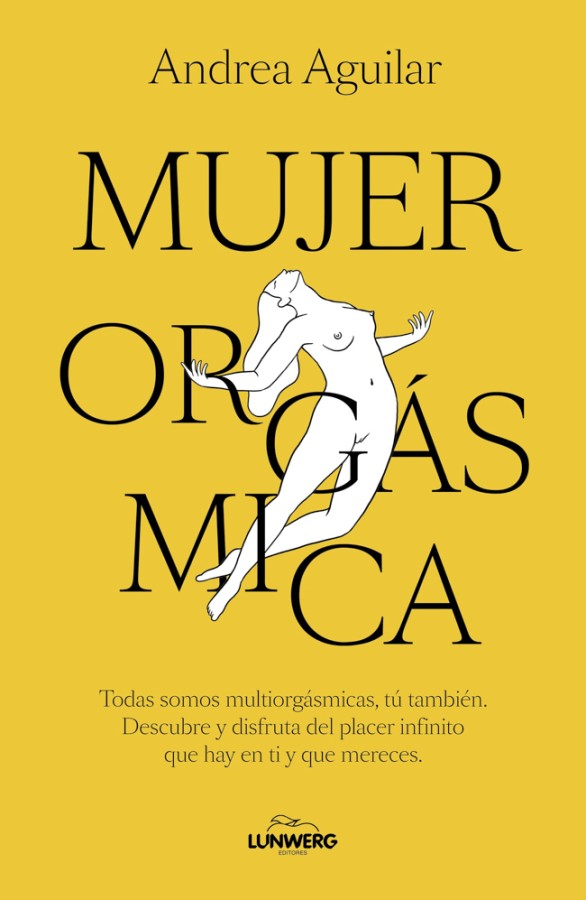 Andrea Aguilar
MUJER
ORGÁS
MICA
Todas somos multiorgásmicas, tú también.
Descubre y disfruta del placer infinito
que hay en ti y que mereces.
LUNWERG
EDITORES